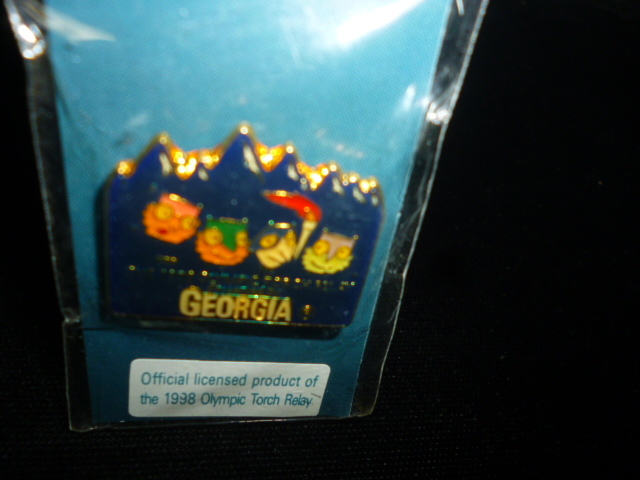 GEORGIA
Official licensed product of
the 1998 Olympic Torch Relay